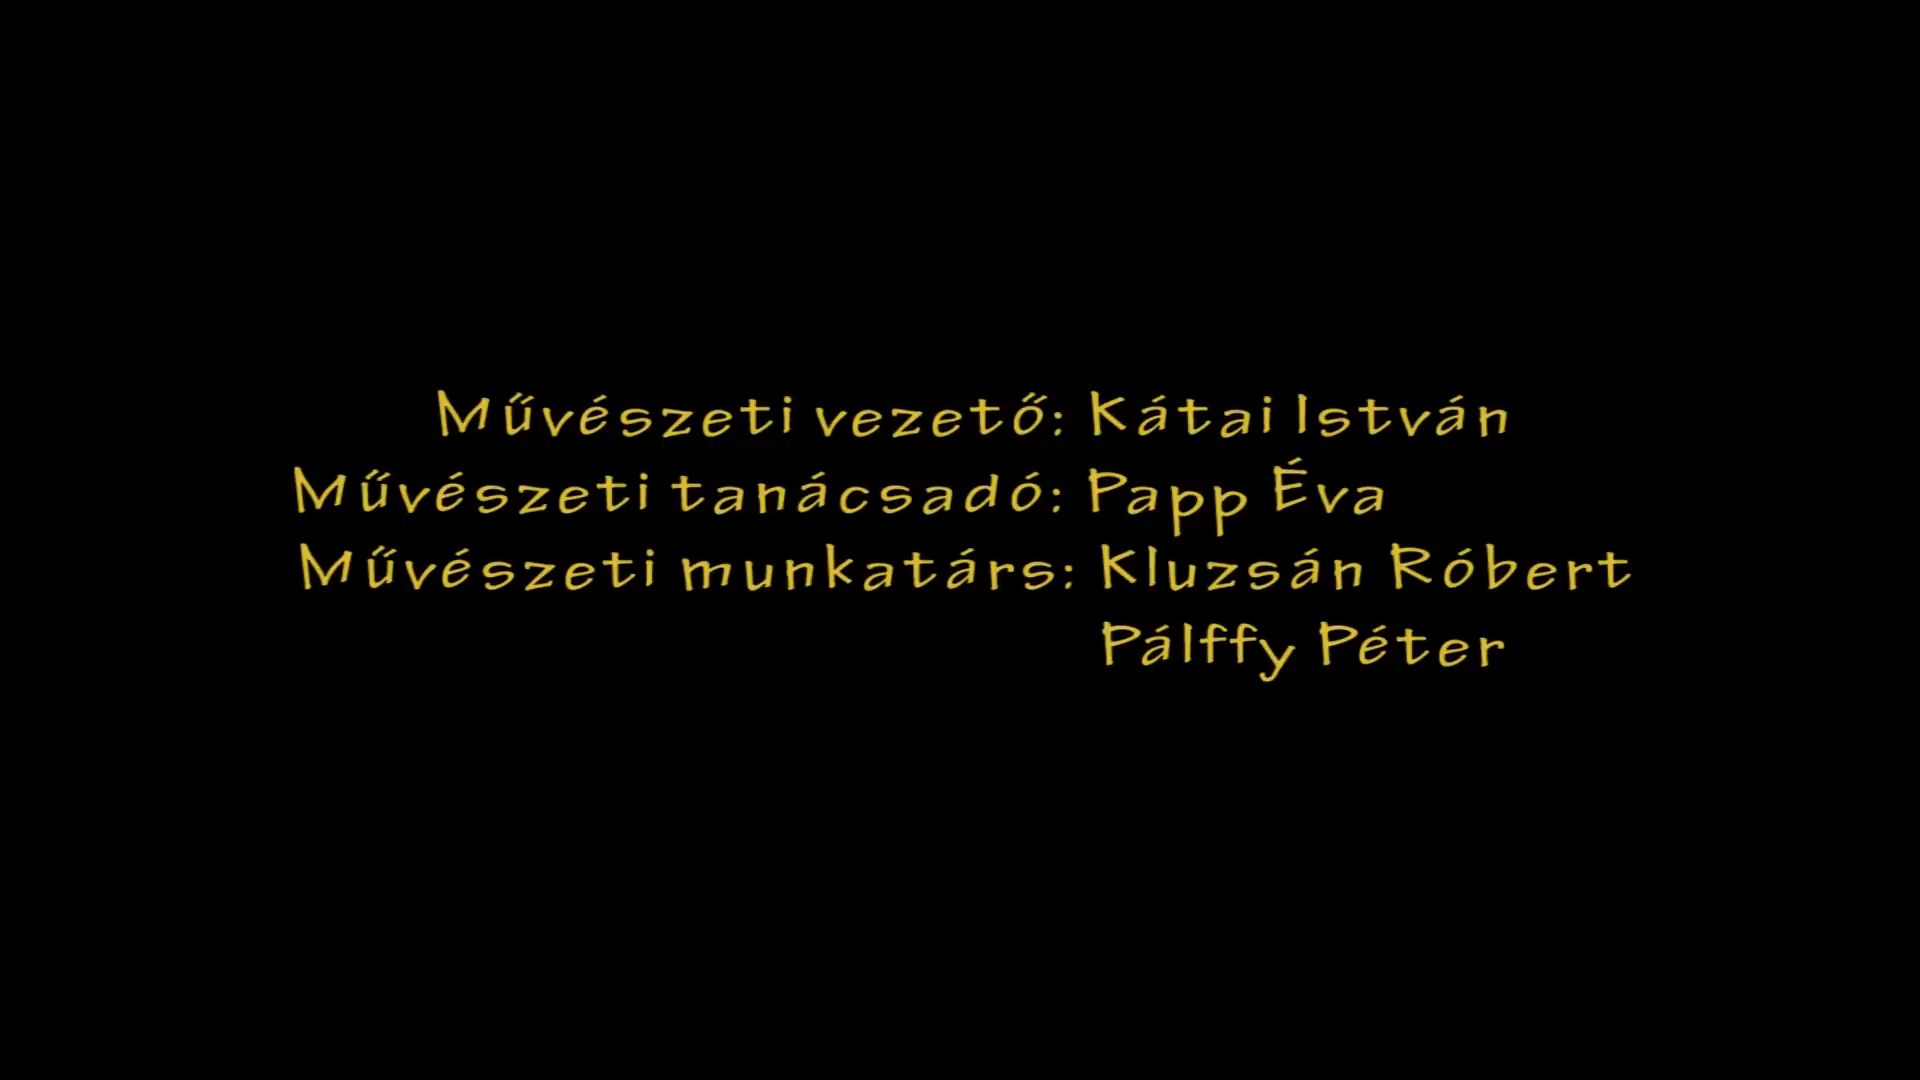 Művészeti vezető: Kátai István
Művészeti tanácsadó: Papp Éva
Művészeti munkatárs: Kluzsán Róbert
Pálffy Péter